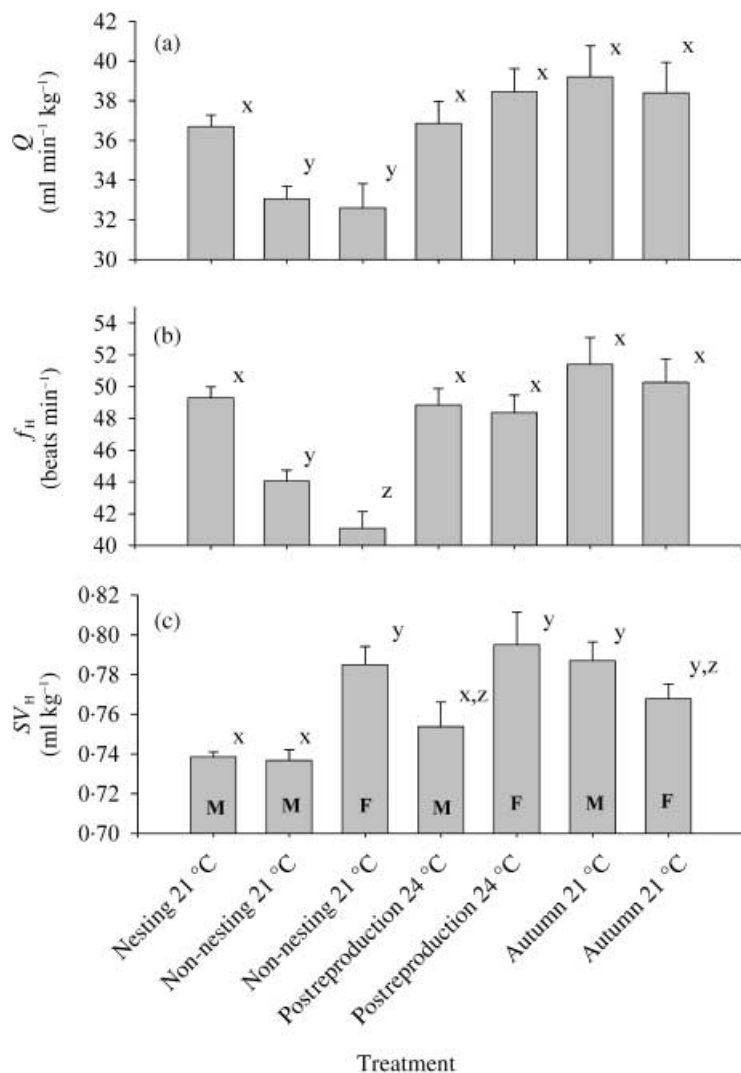 (a)
Q
(ml min⁻¹ kg⁻¹)
42
40
38
36
34
32
30
x
y
y
x
x
x
x
(b)
f_H
(beats min⁻¹)
54
52
50
48
46
44
42
40
x
y
z
x
x
x
x
(c)
SV_H
(ml kg⁻¹)
0·82
0·80
0·78
0·76
0·74
0·72
0·70
x
x
y
x,z
y
y
y,z
M
M
F
M
F
M
F
Nesting 21 °C
Non-nesting 21 °C
Non-nesting 21 °C
Postreproduction 24 °C
Postreproduction 24 °C
Autumn 21 °C
Autumn 21 °C
Treatment